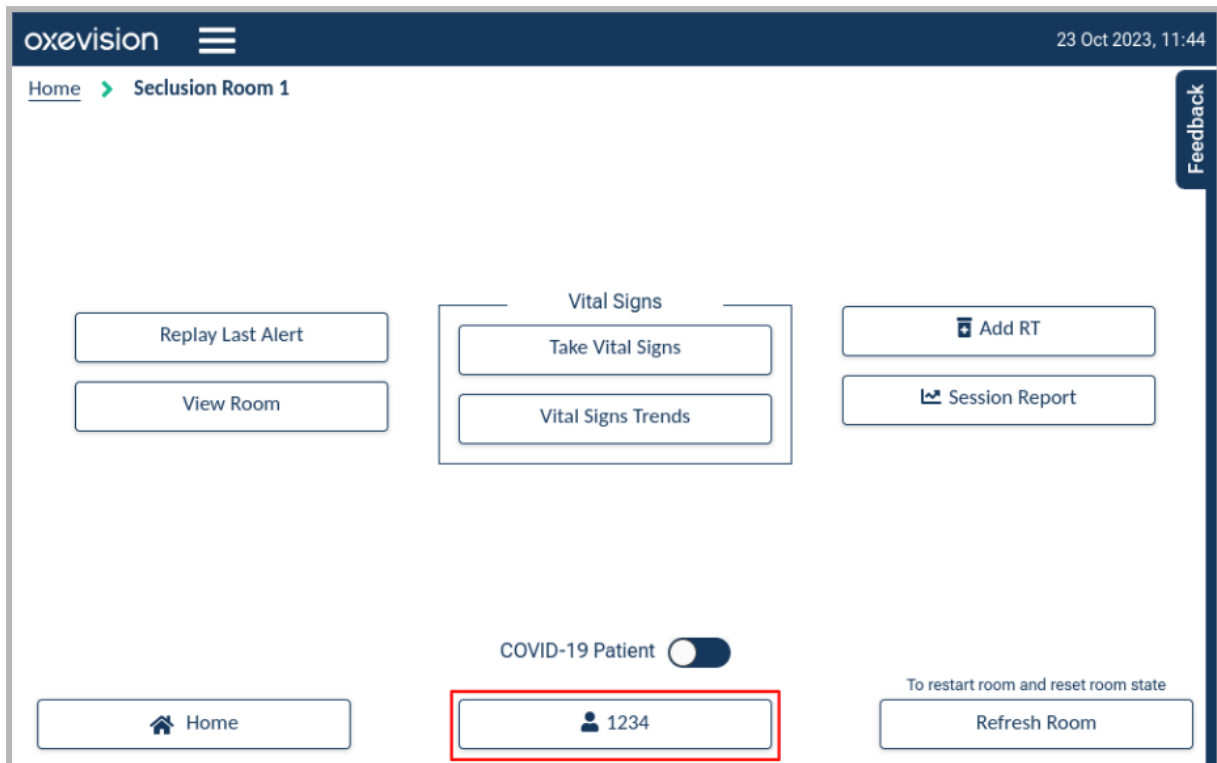 oxevision
23 Oct 2023, 11:44
Home > Seclusion Room 1
Feedback
Vital Signs
Replay Last Alert
Take Vital Signs
Add RT
View Room
Vital Signs Trends
Session Report
COVID-19 Patient
To restart room and reset room state
Home
1234
Refresh Room